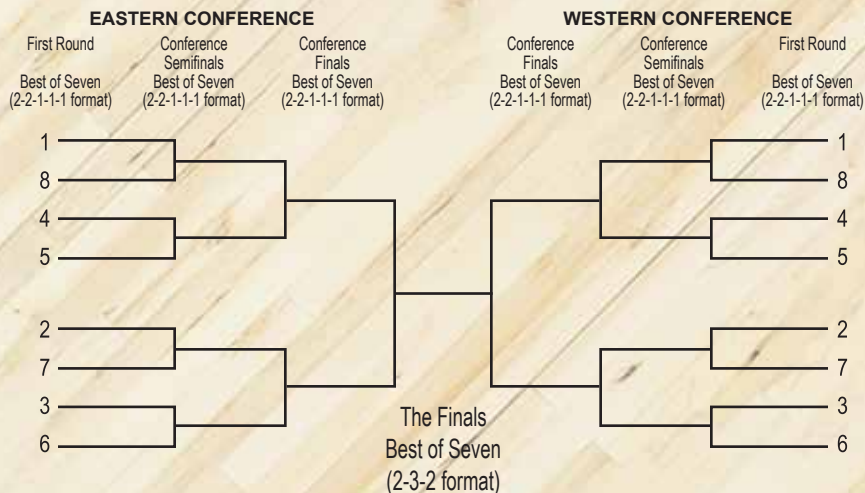 EASTERN CONFERENCE
First Round
Best of Seven
(2-2-1-1-1 format)
Conference
Semifinals
Best of Seven
(2-2-1-1-1 format)
Conference
Finals
Best of Seven
(2-2-1-1-1 format)
1
8
4
5
2
7
3
6
WESTERN CONFERENCE
Conference
Finals
Best of Seven
(2-2-1-1-1 format)
Conference
Semifinals
Best of Seven
(2-2-1-1-1 format)
First Round
Best of Seven
(2-2-1-1-1 format)
1
8
4
5
2
7
3
6
The Finals
Best of Seven
(2-3-2 format)